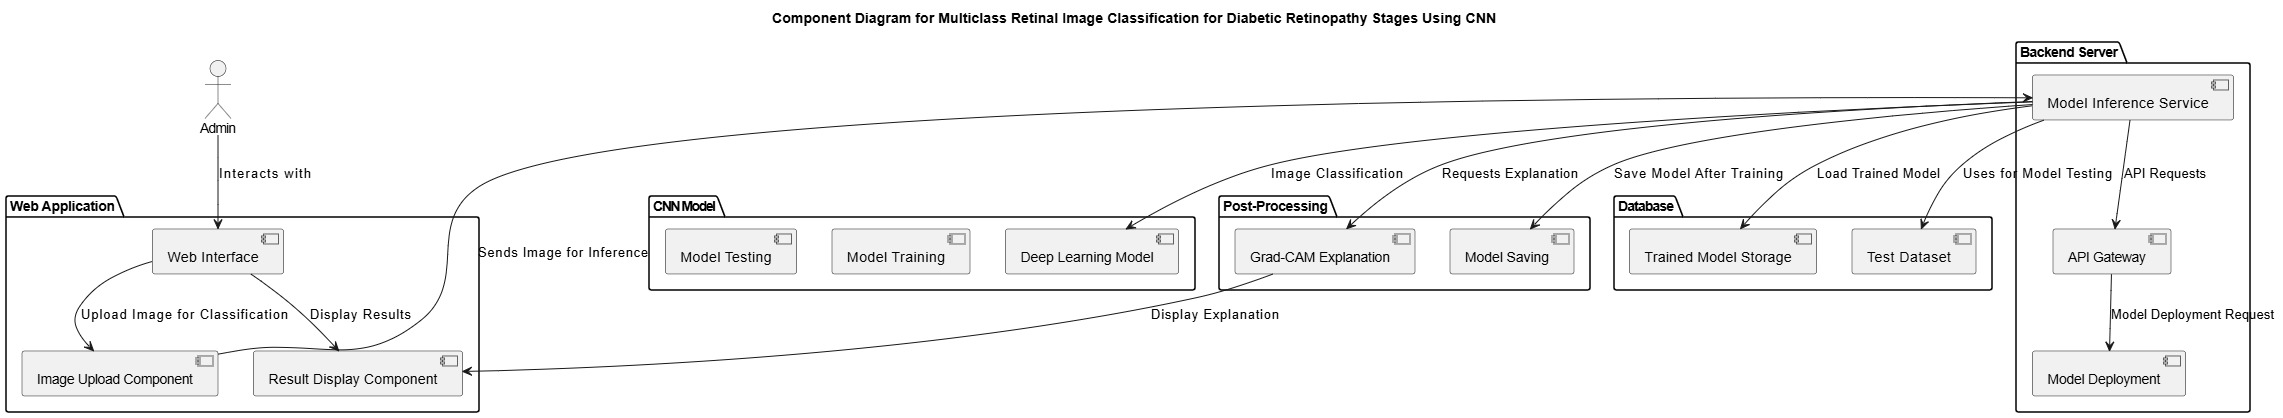 Component Diagram for Multiclass Retinal Image Classification for Diabetic Retinopathy Stages Using CNN
Backend Server
Model Inference Service
Admin
Interacts with
Image Classification
Requests Explanation
Save Model After Training
Load Trained Model
Uses for Model Testing
API Requests
Web Application
CNN Model
Post-Processing
Database
Web Interface
Sends Image for Inference
Model Testing
Model Training
Deep Learning Model
Grad-CAM Explanation
Model Saving
Trained Model Storage
Test Dataset
API Gateway
Upload Image for Classification
Display Results
Display Explanation
Model Deployment Request
Image Upload Component
Result Display Component
Model Deployment